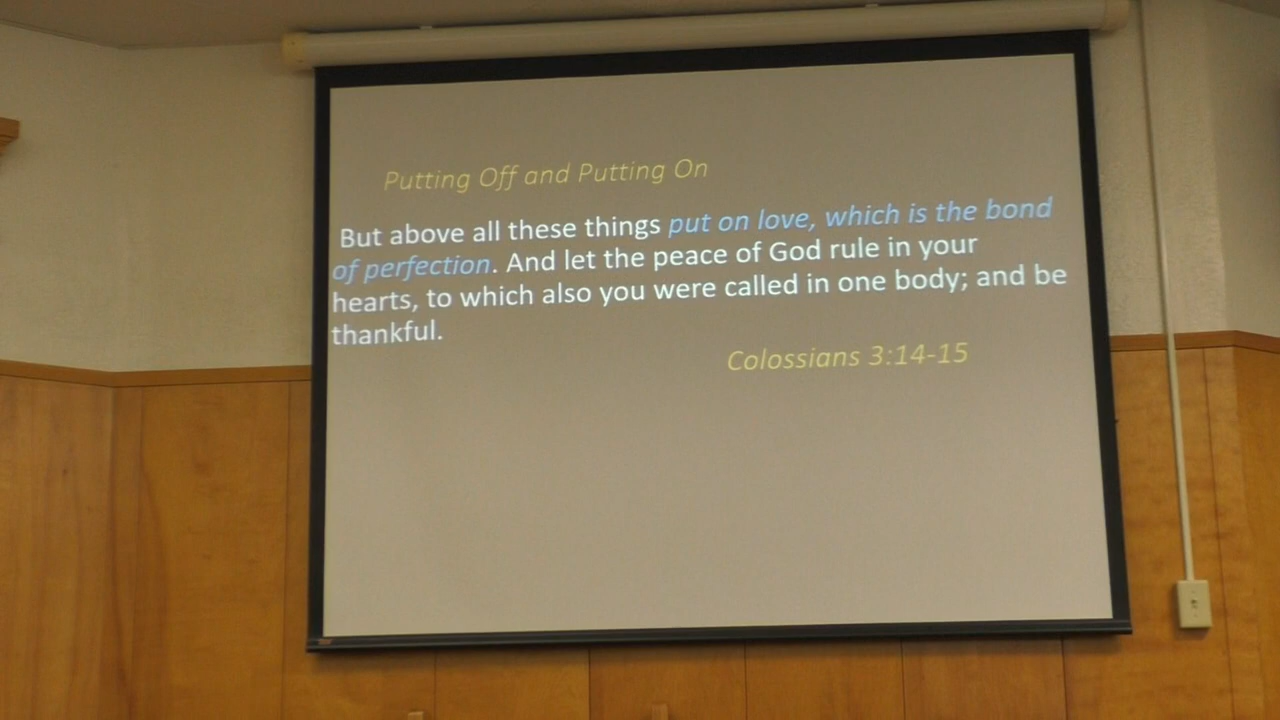 Putting Off and Putting On
But above all these things put on love, which is the bond
of perfection. And let the peace of God rule in your
hearts, to which also you were called in one body; and be
thankful.
Colossians 3:14-15